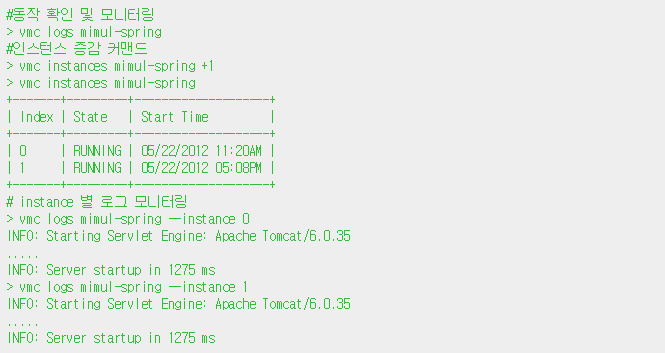 #동작 확인 및 모니터링
> vmc logs mimul-spring
#인스턴스 증감 커맨드
> vmc instances mimul-spring +1
> vmc instances mimul-spring
+-------+---------+--------------------+
| Index | State   | Start Time         |
+-------+---------+--------------------+
| 0     | RUNNING | 05/22/2012 11:20AM |
| 1     | RUNNING | 05/22/2012 05:08PM |
+-------+---------+--------------------+
# instance 별 로그 모니터링
> vmc logs mimul-spring --instance 0
INFO: Starting Servlet Engine: Apache Tomcat/6.0.35
.....
INFO: Server startup in 1275 ms
> vmc logs mimul-spring --instance 1
INFO: Starting Servlet Engine: Apache Tomcat/6.0.35
.....
INFO: Server startup in 1275 ms